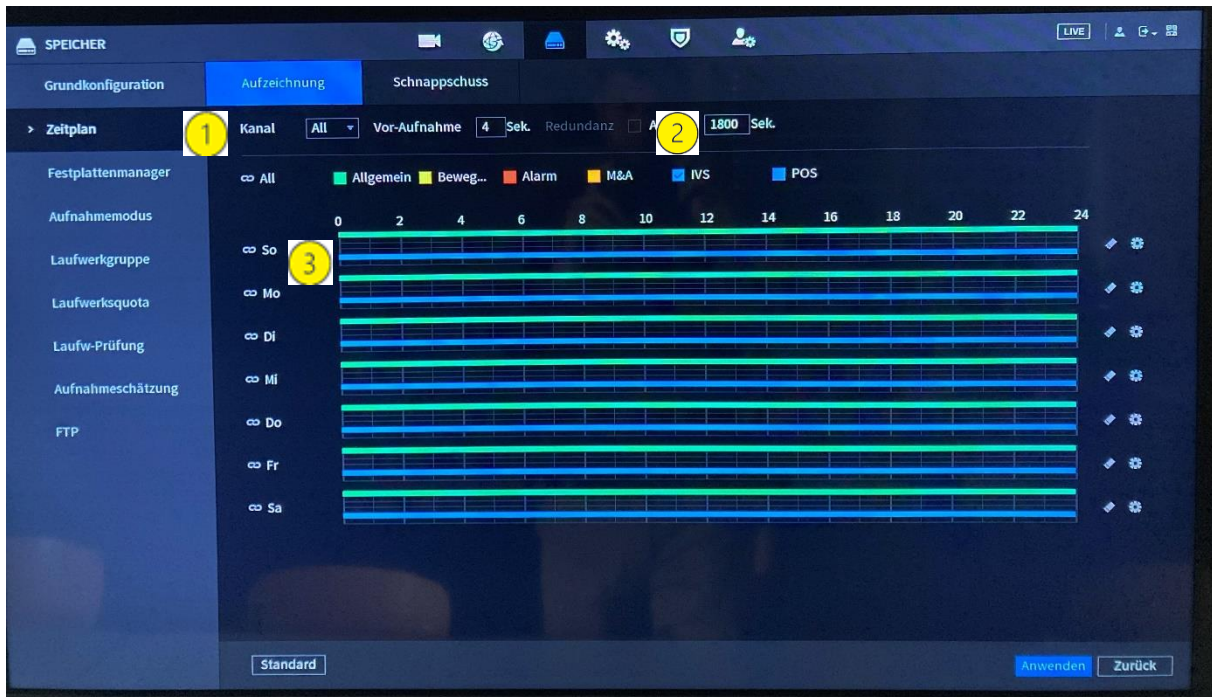 SPEICHER
LIVE
Grundkonfiguration
Aufzeichnung
Schnappschuss
> Zeitplan
1
Kanal All Vor-Aufnahme 4 Sek. Redundanz A 2 1800 Sek.
Festplattenmanager
All Allgemein Beweg... Alarm M&A IVS POS
Aufnahmemodus
0 2 4 6 8 10 12 14 16 18 20 22 24
3
So
Laufwerkgruppe
Mo
Laufwerksquota
Di
Laufw-Prüfung
Mi
Aufnahmeschätzung
Do
FTP
Fr
Sa
Standard
Anwenden
Zurück